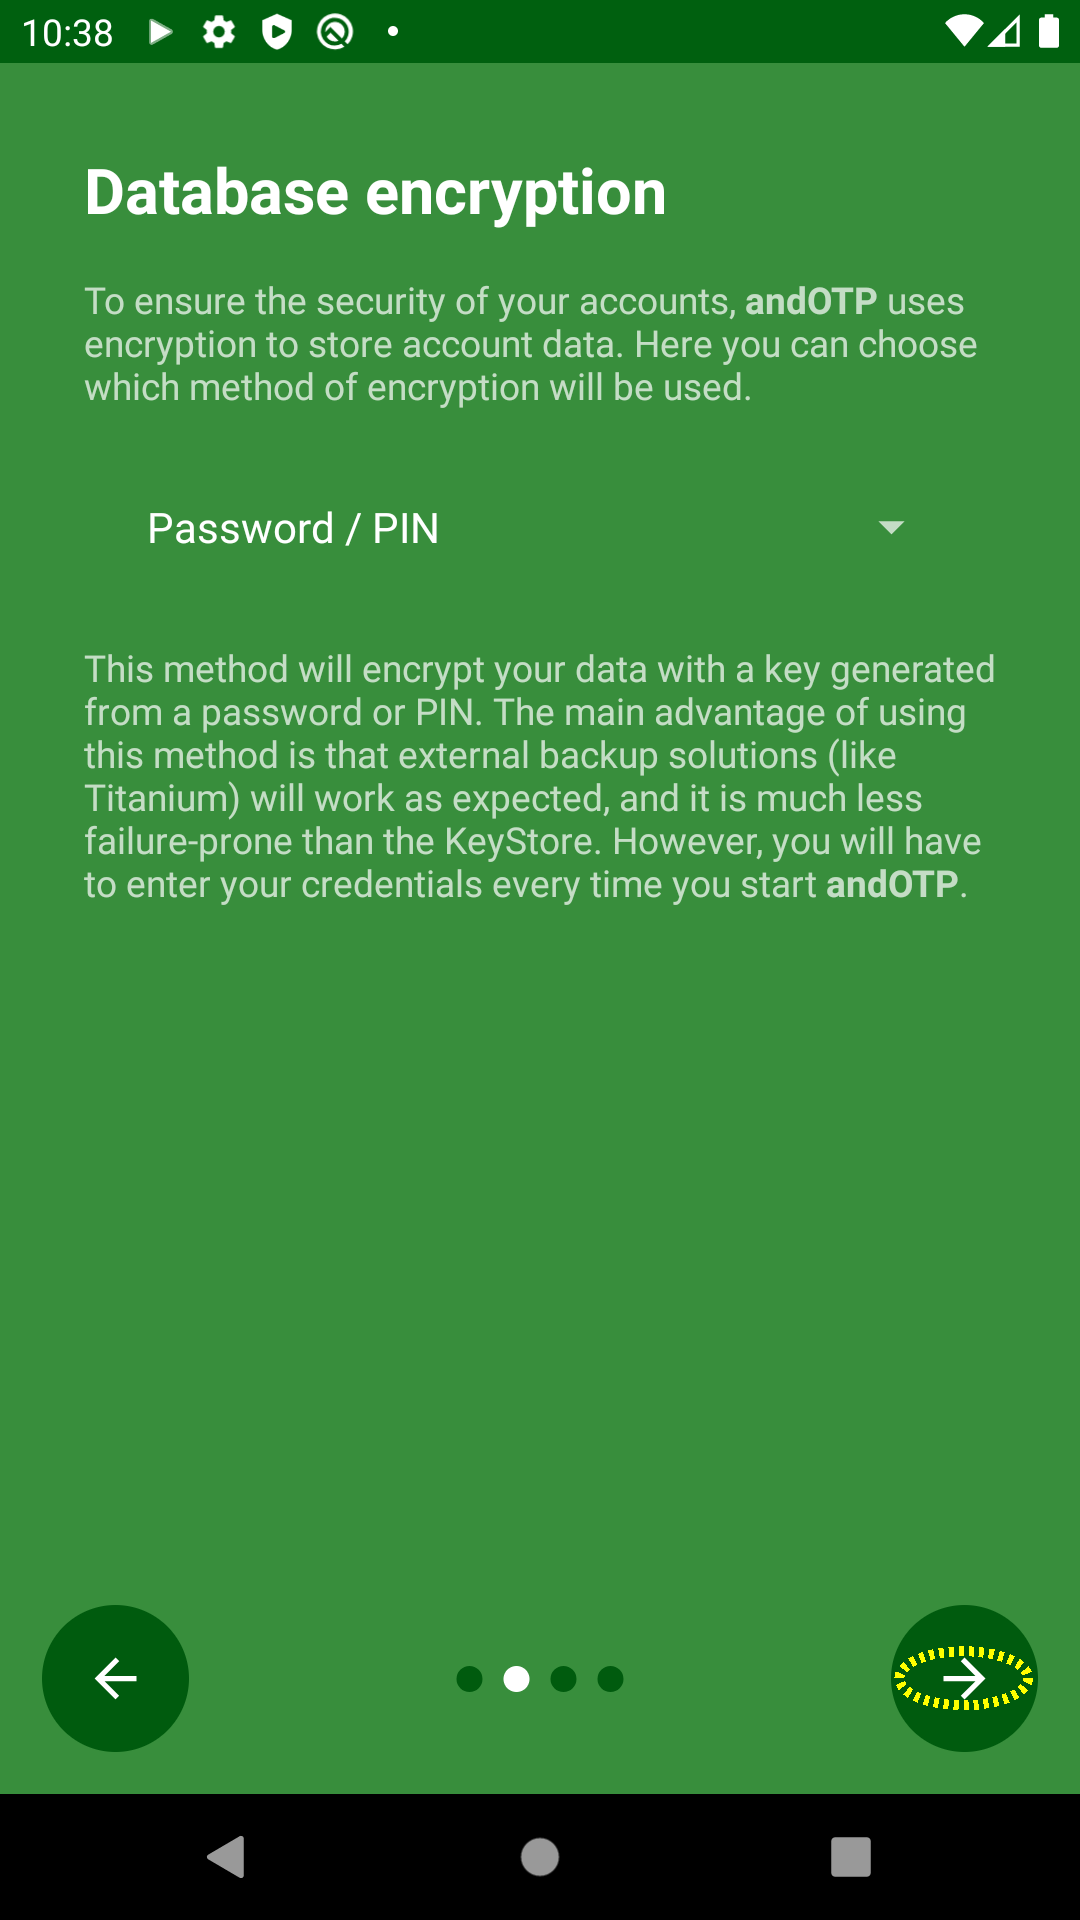 10:38
Database encryption
To ensure the security of your accounts, andOTP uses
encryption to store account data. Here you can choose
which method of encryption will be used.
Password / PIN
This method will encrypt your data with a key generated
from a password or PIN. The main advantage of using
this method is that external backup solutions (like
Titanium) will work as expected, and it is much less
failure-prone than the KeyStore. However, you will have
to enter your credentials every time you start andOTP.